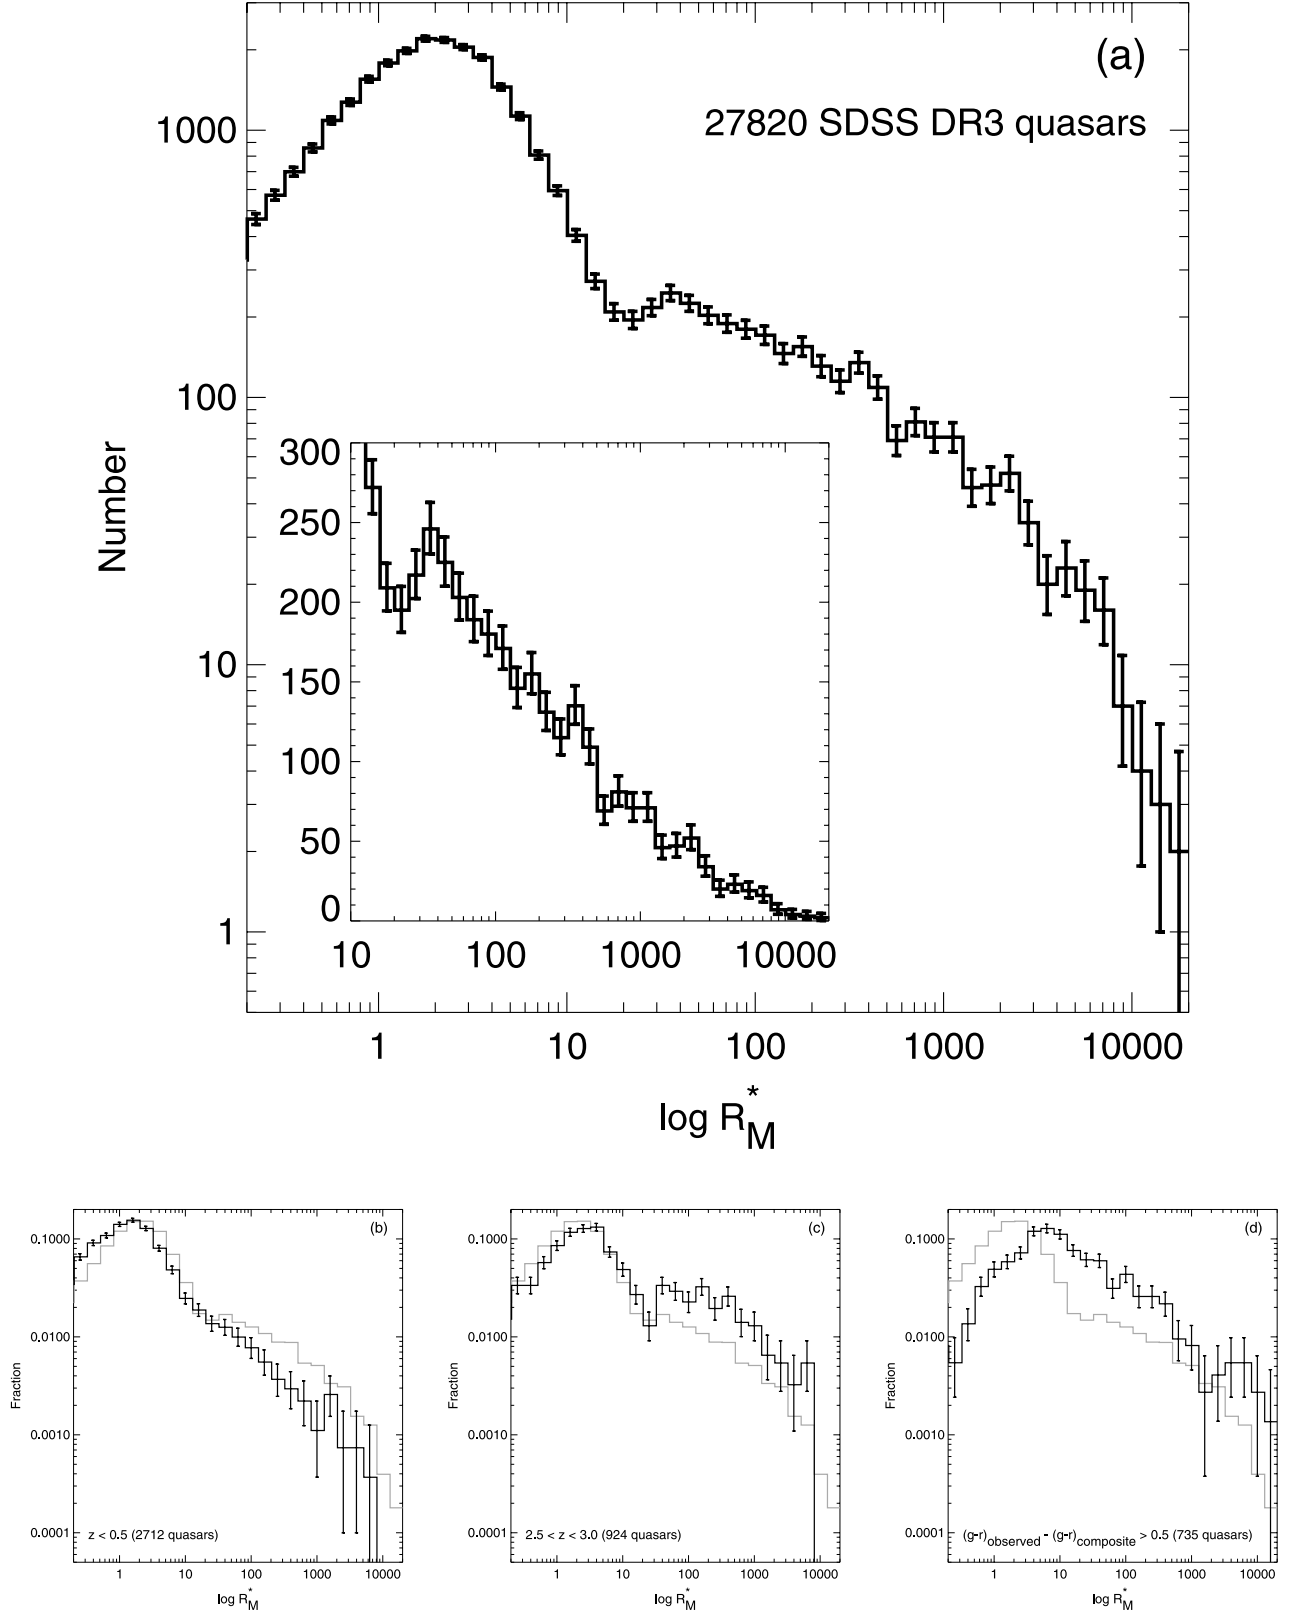 (a)
27820 SDSS DR3 quasars
1000
100
10
1
Number
300
250
200
150
100
50
0
10 100 1000 10000
1 10 100 1000 10000
log R*M
(b)
0.1000
0.0100
0.0010
0.0001
Fraction
z < 0.5 (2712 quasars)
1 10 100 1000 10000
log R*M
(c)
0.1000
0.0100
0.0010
0.0001
Fraction
2.5 < z < 3.0 (924 quasars)
1 10 100 1000 10000
log R*M
(d)
0.1000
0.0100
0.0010
0.0001
Fraction
(g-r)observed - (g-r)composite > 0.5 (735 quasars)
1 10 100 1000 10000
log R*M